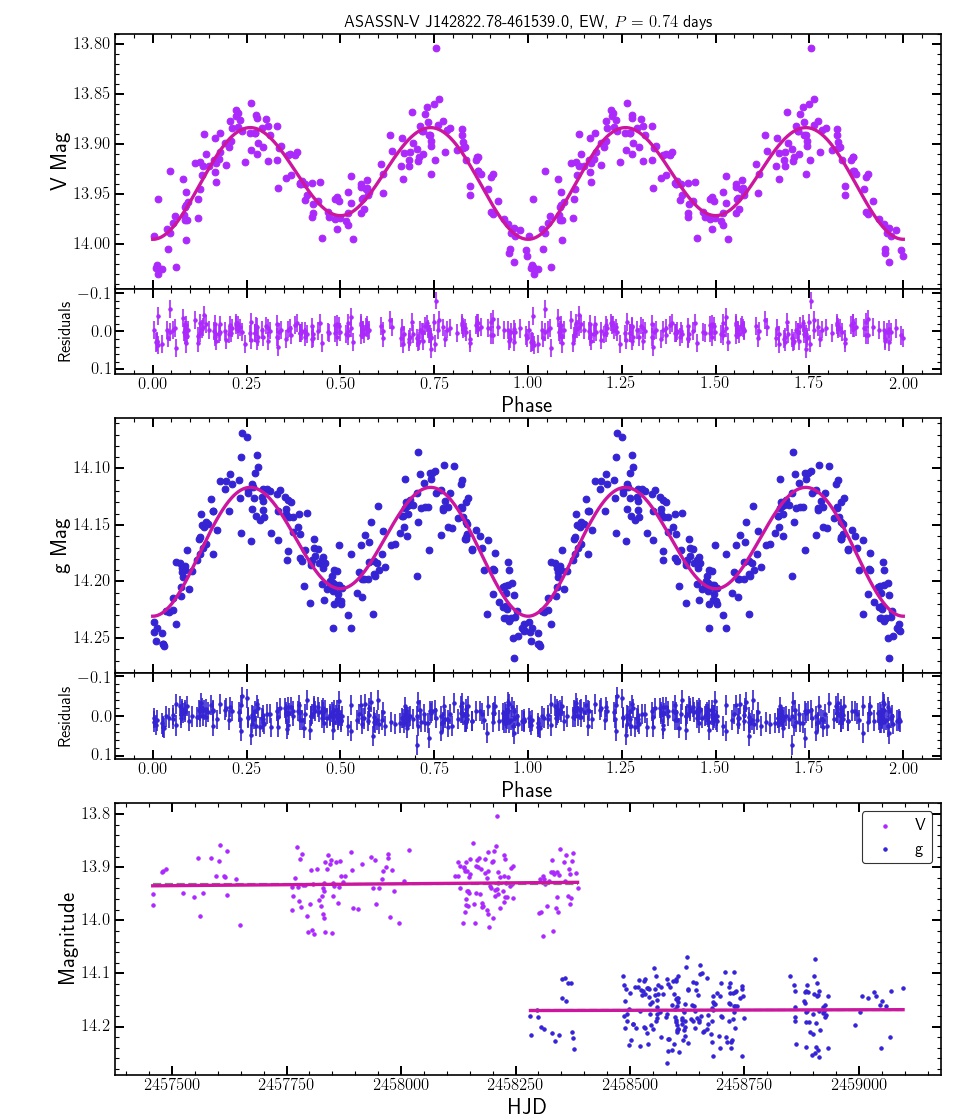 ASASSN-V J142822.78-461539.0, EW, P = 0.74 days
13.80
13.85
13.90
13.95
14.00
V Mag
−0.1
0.0
0.1
Residuals
0.00 0.25 0.50 0.75 1.00 1.25 1.50 1.75 2.00
Phase
14.10
14.15
14.20
14.25
g Mag
−0.1
0.0
0.1
Residuals
0.00 0.25 0.50 0.75 1.00 1.25 1.50 1.75 2.00
Phase
V
g
13.8
13.9
14.0
14.1
14.2
Magnitude
2457500 2457750 2458000 2458250 2458500 2458750 2459000
HJD